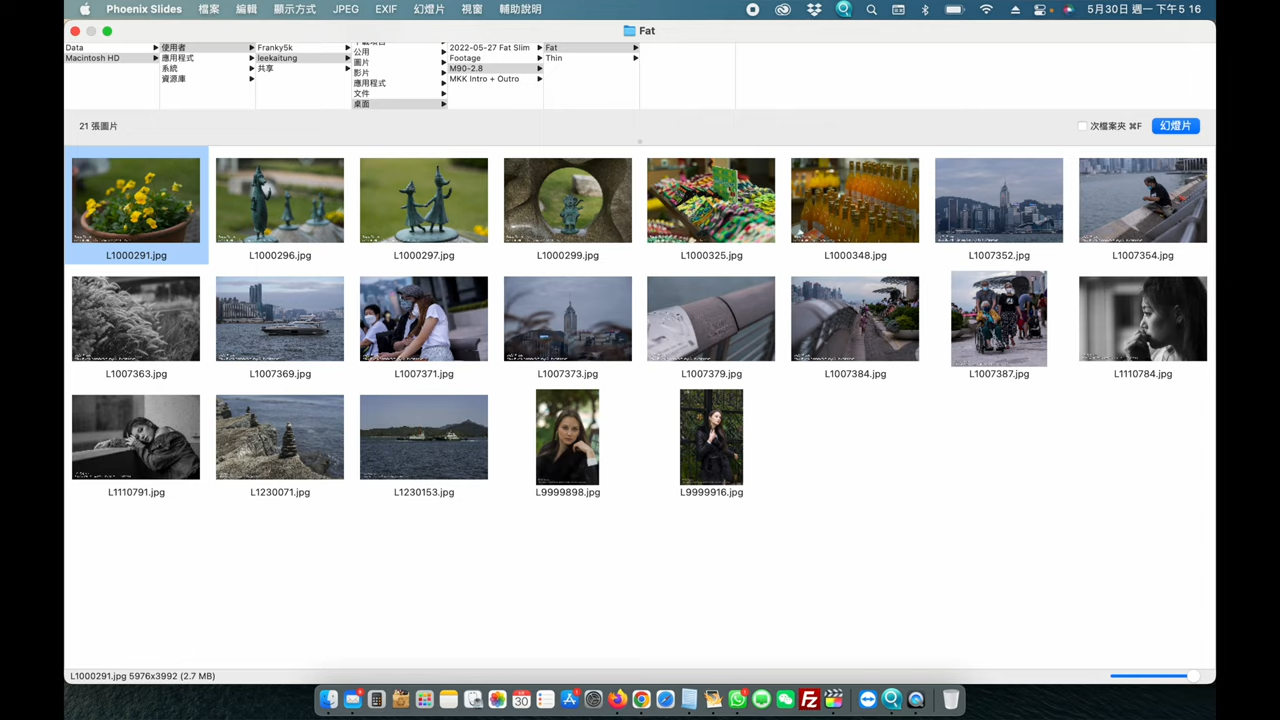 Phoenix Slides 檔案 編輯 顯示方式 JPEG EXIF 幻燈片 視窗 輔助說明 5月30日 週一 下午5 16
Fat
Data 使用者 Franky5k 公用 2022-05-27 Fat Slim Fat
Macintosh HD 應用程式 leekaitung 圖片 Footage Thin
系統 共享 影片 M90-2.8
資源庫 應用程式 MKK Intro + Outro
文件
桌面
21 張圖片 次檔案夾 ⌘F 幻燈片
L1000291.jpg L1000296.jpg L1000297.jpg L1000299.jpg L1000325.jpg L1000348.jpg L1007352.jpg L1007354.jpg
L1007363.jpg L1007369.jpg L1007371.jpg L1007373.jpg L1007379.jpg L1007384.jpg L1007387.jpg L1110784.jpg
L1110791.jpg L1230071.jpg L1230153.jpg L9999898.jpg L9999916.jpg
L1000291.jpg 5976x3992 (2.7 MB)
30